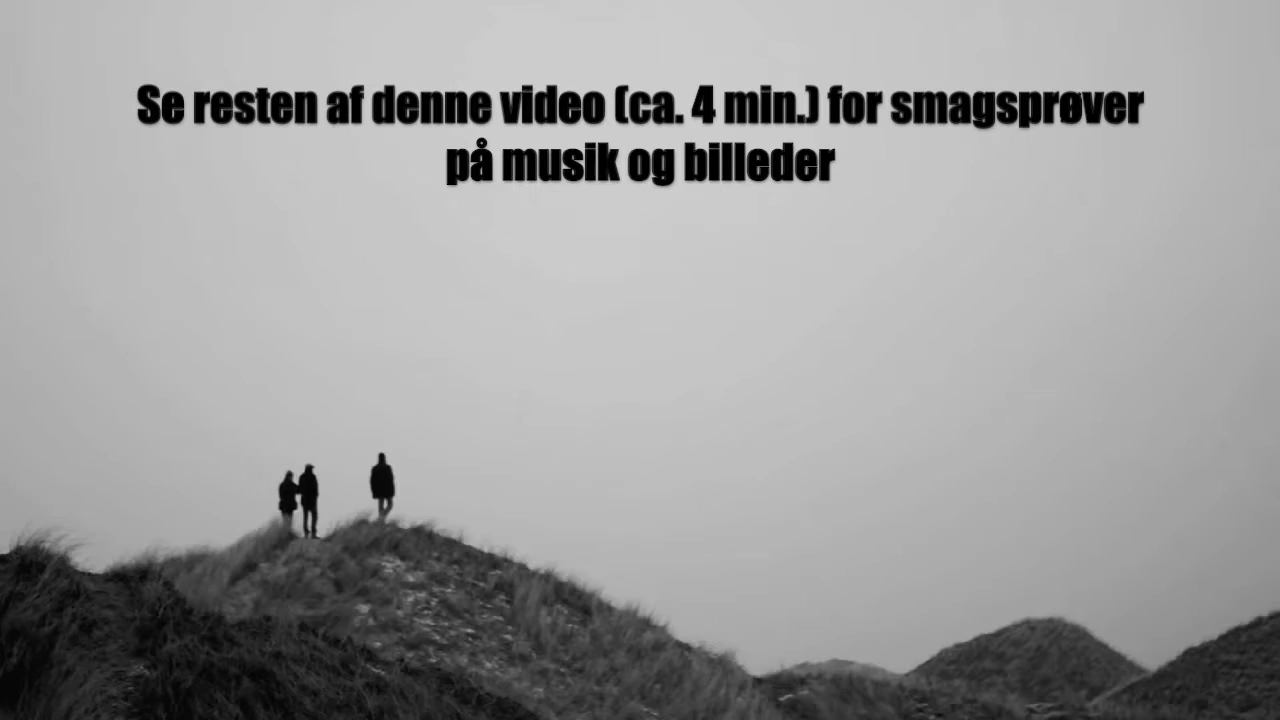 Se resten af denne video (ca. 4 min.) for smagsprøver
på musik og billeder